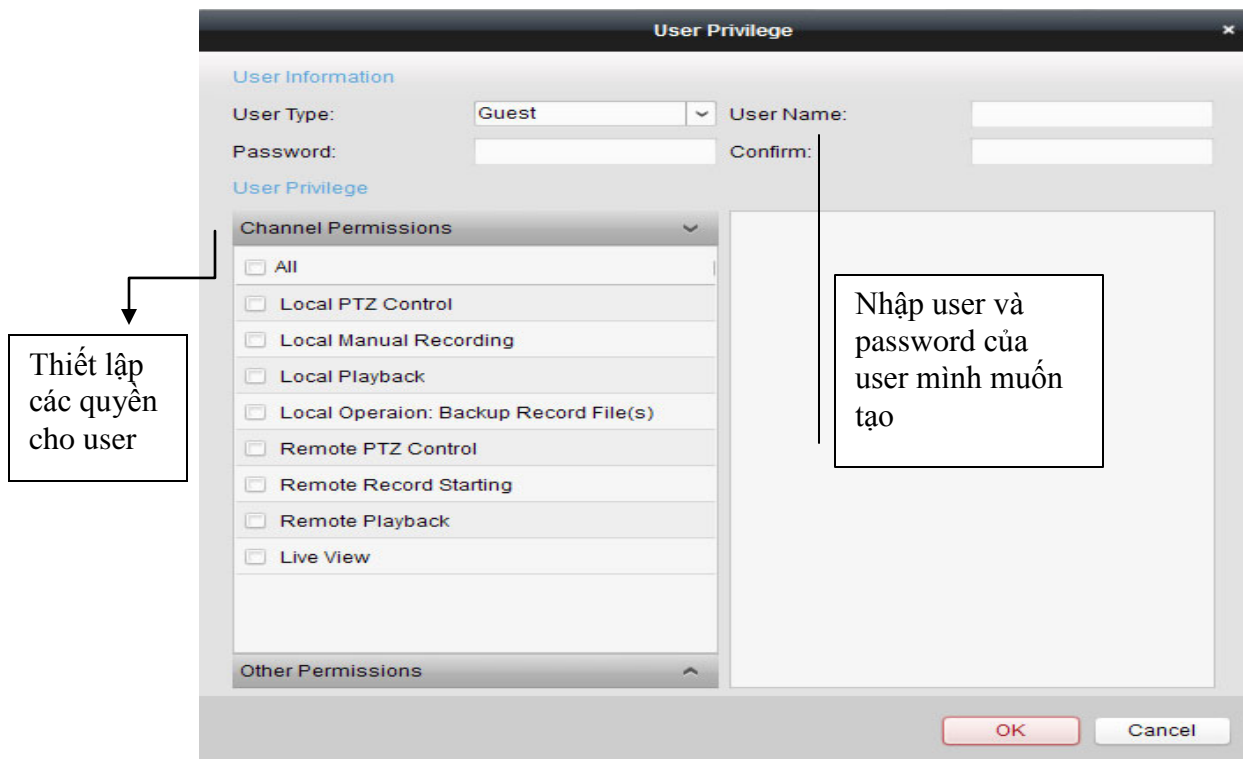 User Privilege
User Information
User Type: Guest User Name:
Password: Confirm:
User Privilege
Channel Permissions
All
Local PTZ Control
Local Manual Recording
Local Playback
Local Operaion: Backup Record File(s)
Remote PTZ Control
Remote Record Starting
Remote Playback
Live View
Other Permissions
Thiết lập
các quyền
cho user
Nhập user và
password của
user mình muốn
tạo
OK Cancel